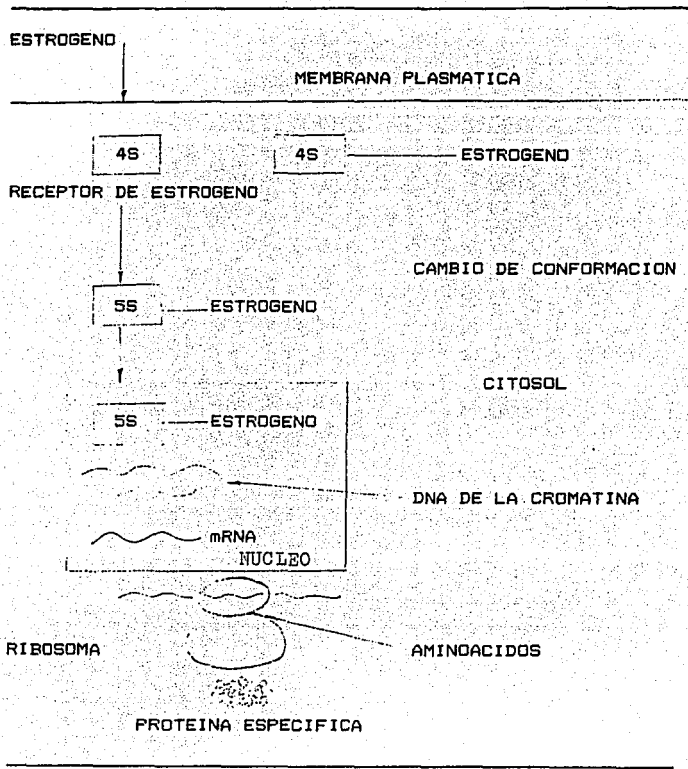 ESTROGENO
MEMBRANA PLASMATICA
4S
4S
ESTROGENO
RECEPTOR DE ESTROGENO
CAMBIO DE CONFORMACION
5S
ESTROGENO
CITOSOL
5S
ESTROGENO
DNA DE LA CROMATINA
mRNA
NUCLEO
RIBOSOMA
AMINOACIDOS
PROTEINA ESPECIFICA